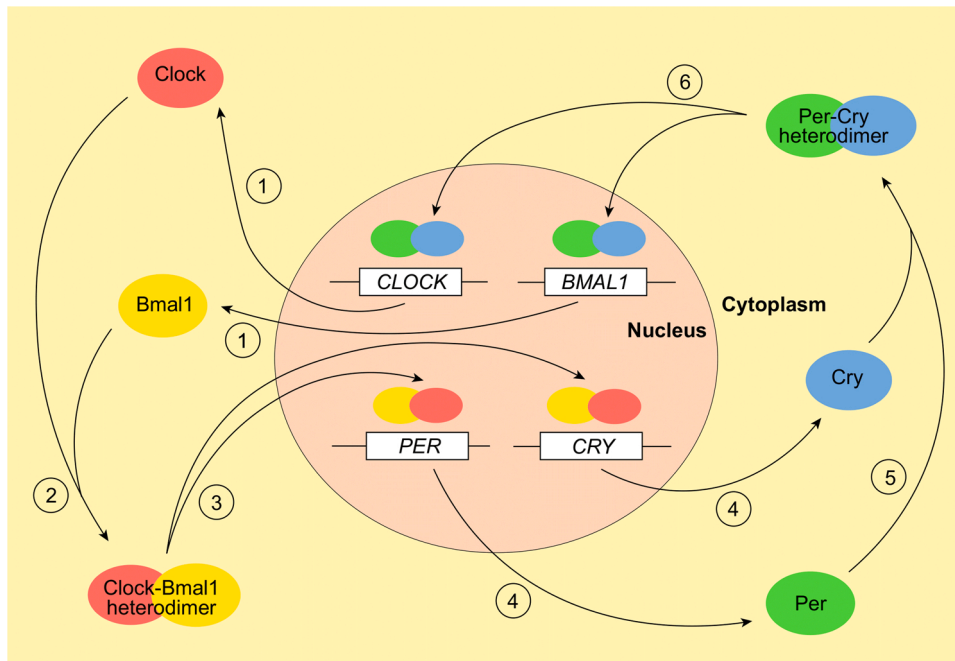 Clock
6
Per-Cry
heterodimer
1
CLOCK
BMAL1
Bmal1
Cytoplasm
Nucleus
1
Cry
PER
CRY
2
3
5
4
Clock-Bmal1
heterodimer
4
Per